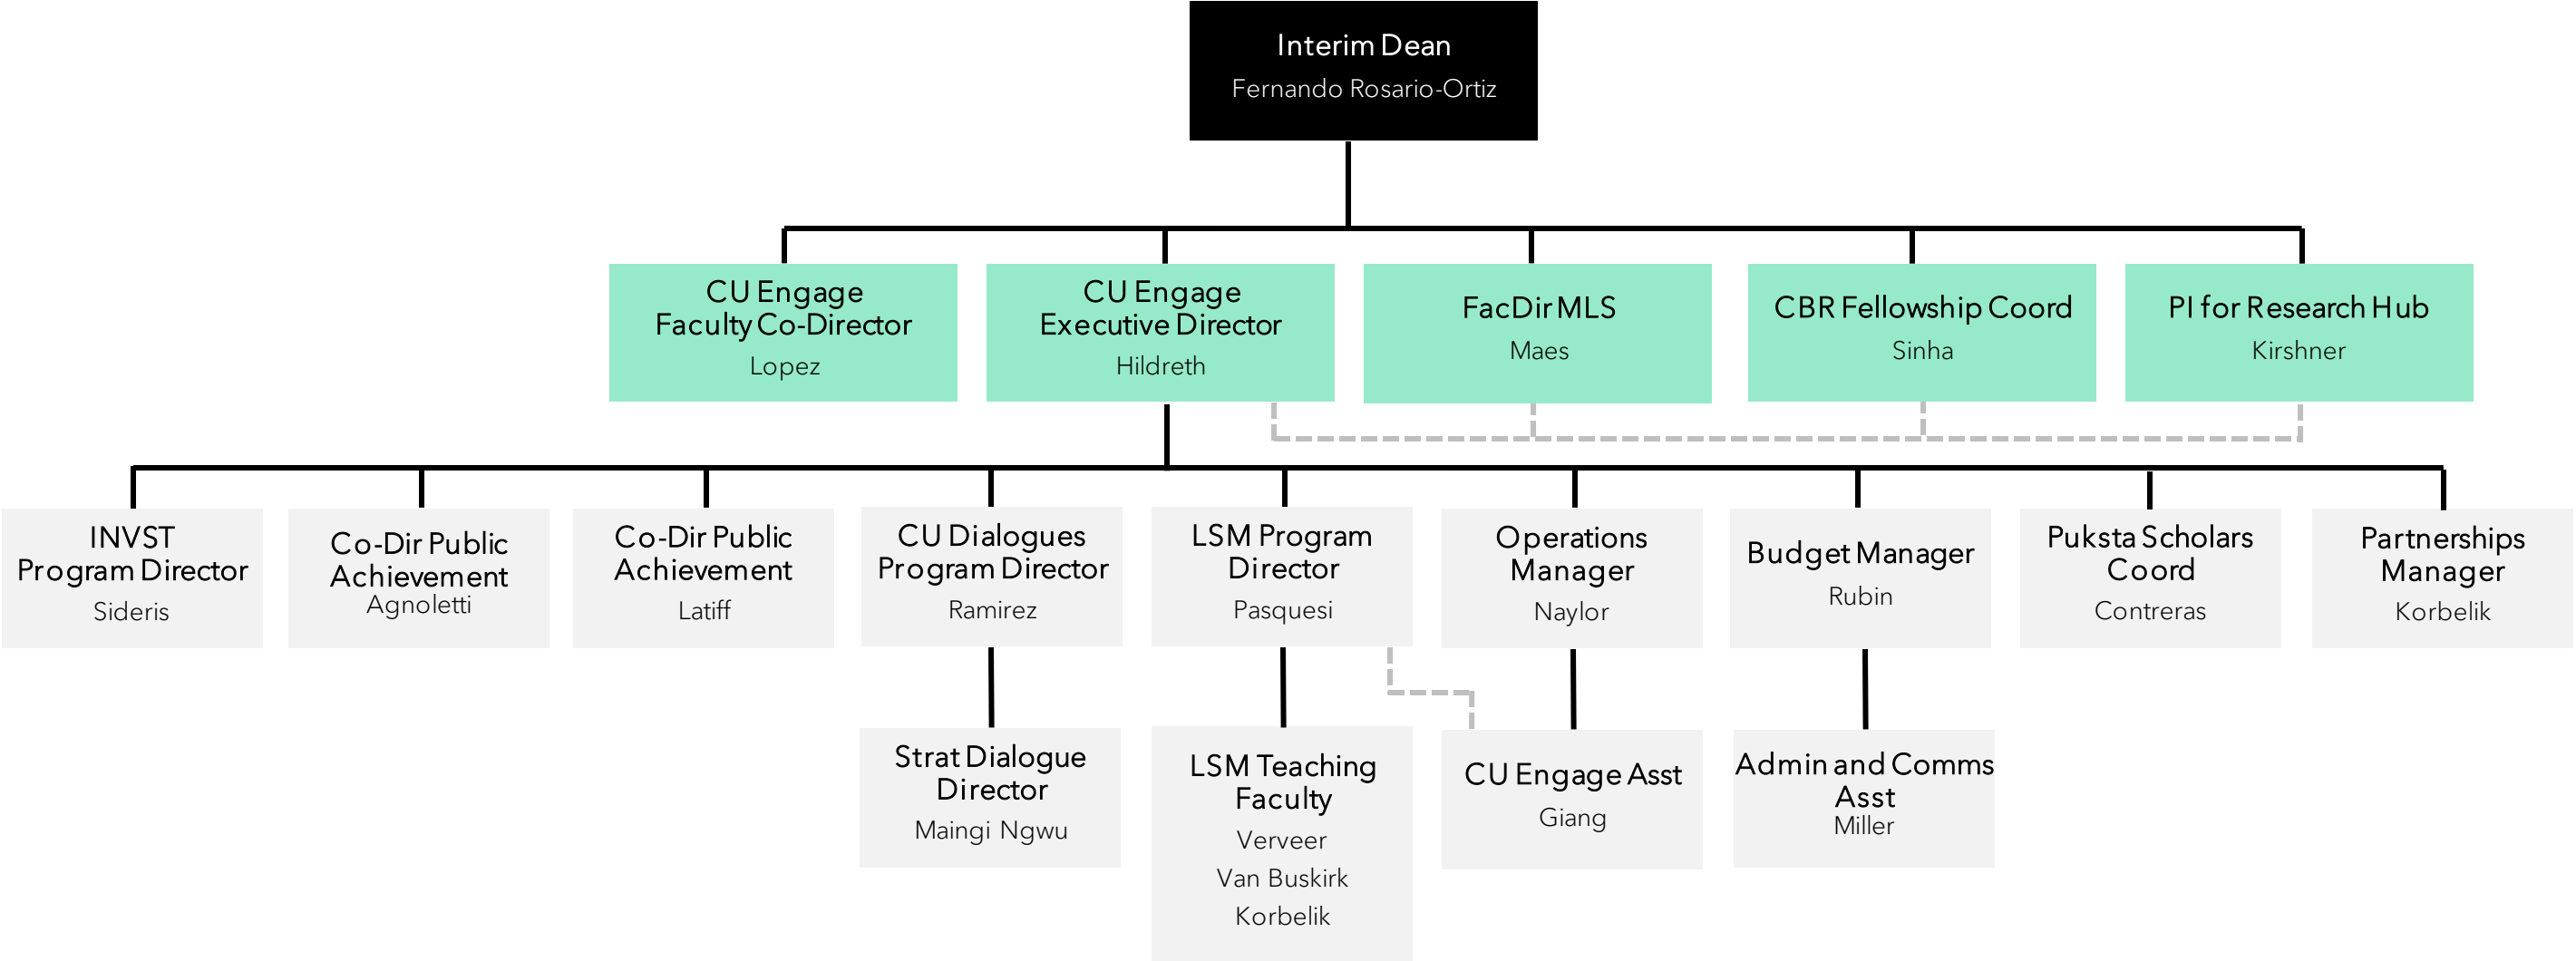 Interim Dean
Fernando Rosario-Ortiz
CU Engage
Faculty Co-Director
Lopez
CU Engage
Executive Director
Hildreth
FacDir MLS
Maes
CBR Fellowship Coord
Sinha
PI for Research Hub
Kirshner
INVST
Program Director
Sideris
Co-Dir Public
Achievement
Agnoletti
Co-Dir Public
Achievement
Latiff
CU Dialogues
Program Director
Ramirez
LSM Program
Director
Pasquesi
Operations
Manager
Naylor
Budget Manager
Rubin
Puksta Scholars
Coord
Contreras
Partnerships
Manager
Korbelik
Strat Dialogue
Director
Maingi Ngwu
LSM Teaching
Faculty
Verveer
Van Buskirk
Korbelik
CU Engage Asst
Giang
Admin and Comms
Asst
Miller